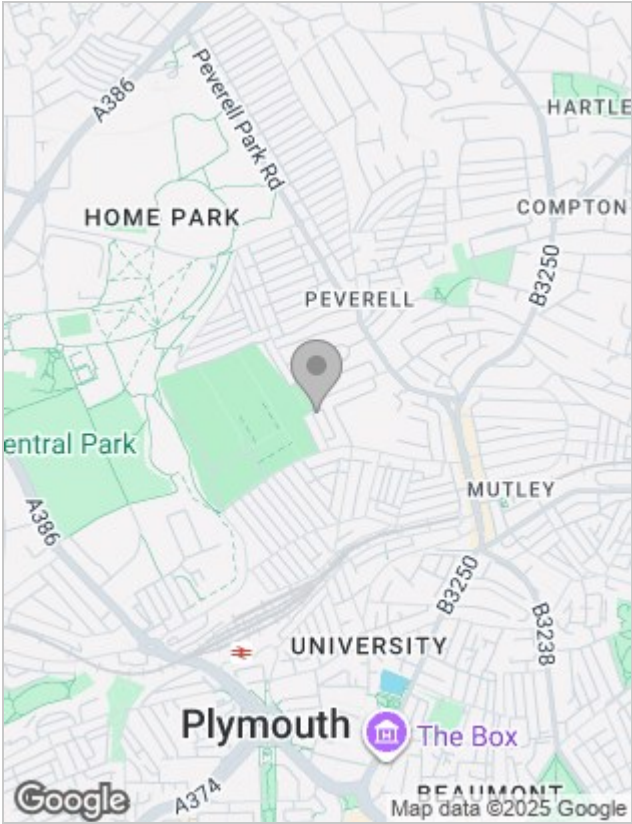 A386
Peverell Park Rd
HARTLE
HOME PARK
COMPTON
B3250
PEVERELL
entral Park
A386
MUTLEY
B3250
B3238
UNIVERSITY
Plymouth
The Box
BEAUMONT
A374
Google
Map data ©2025 Google